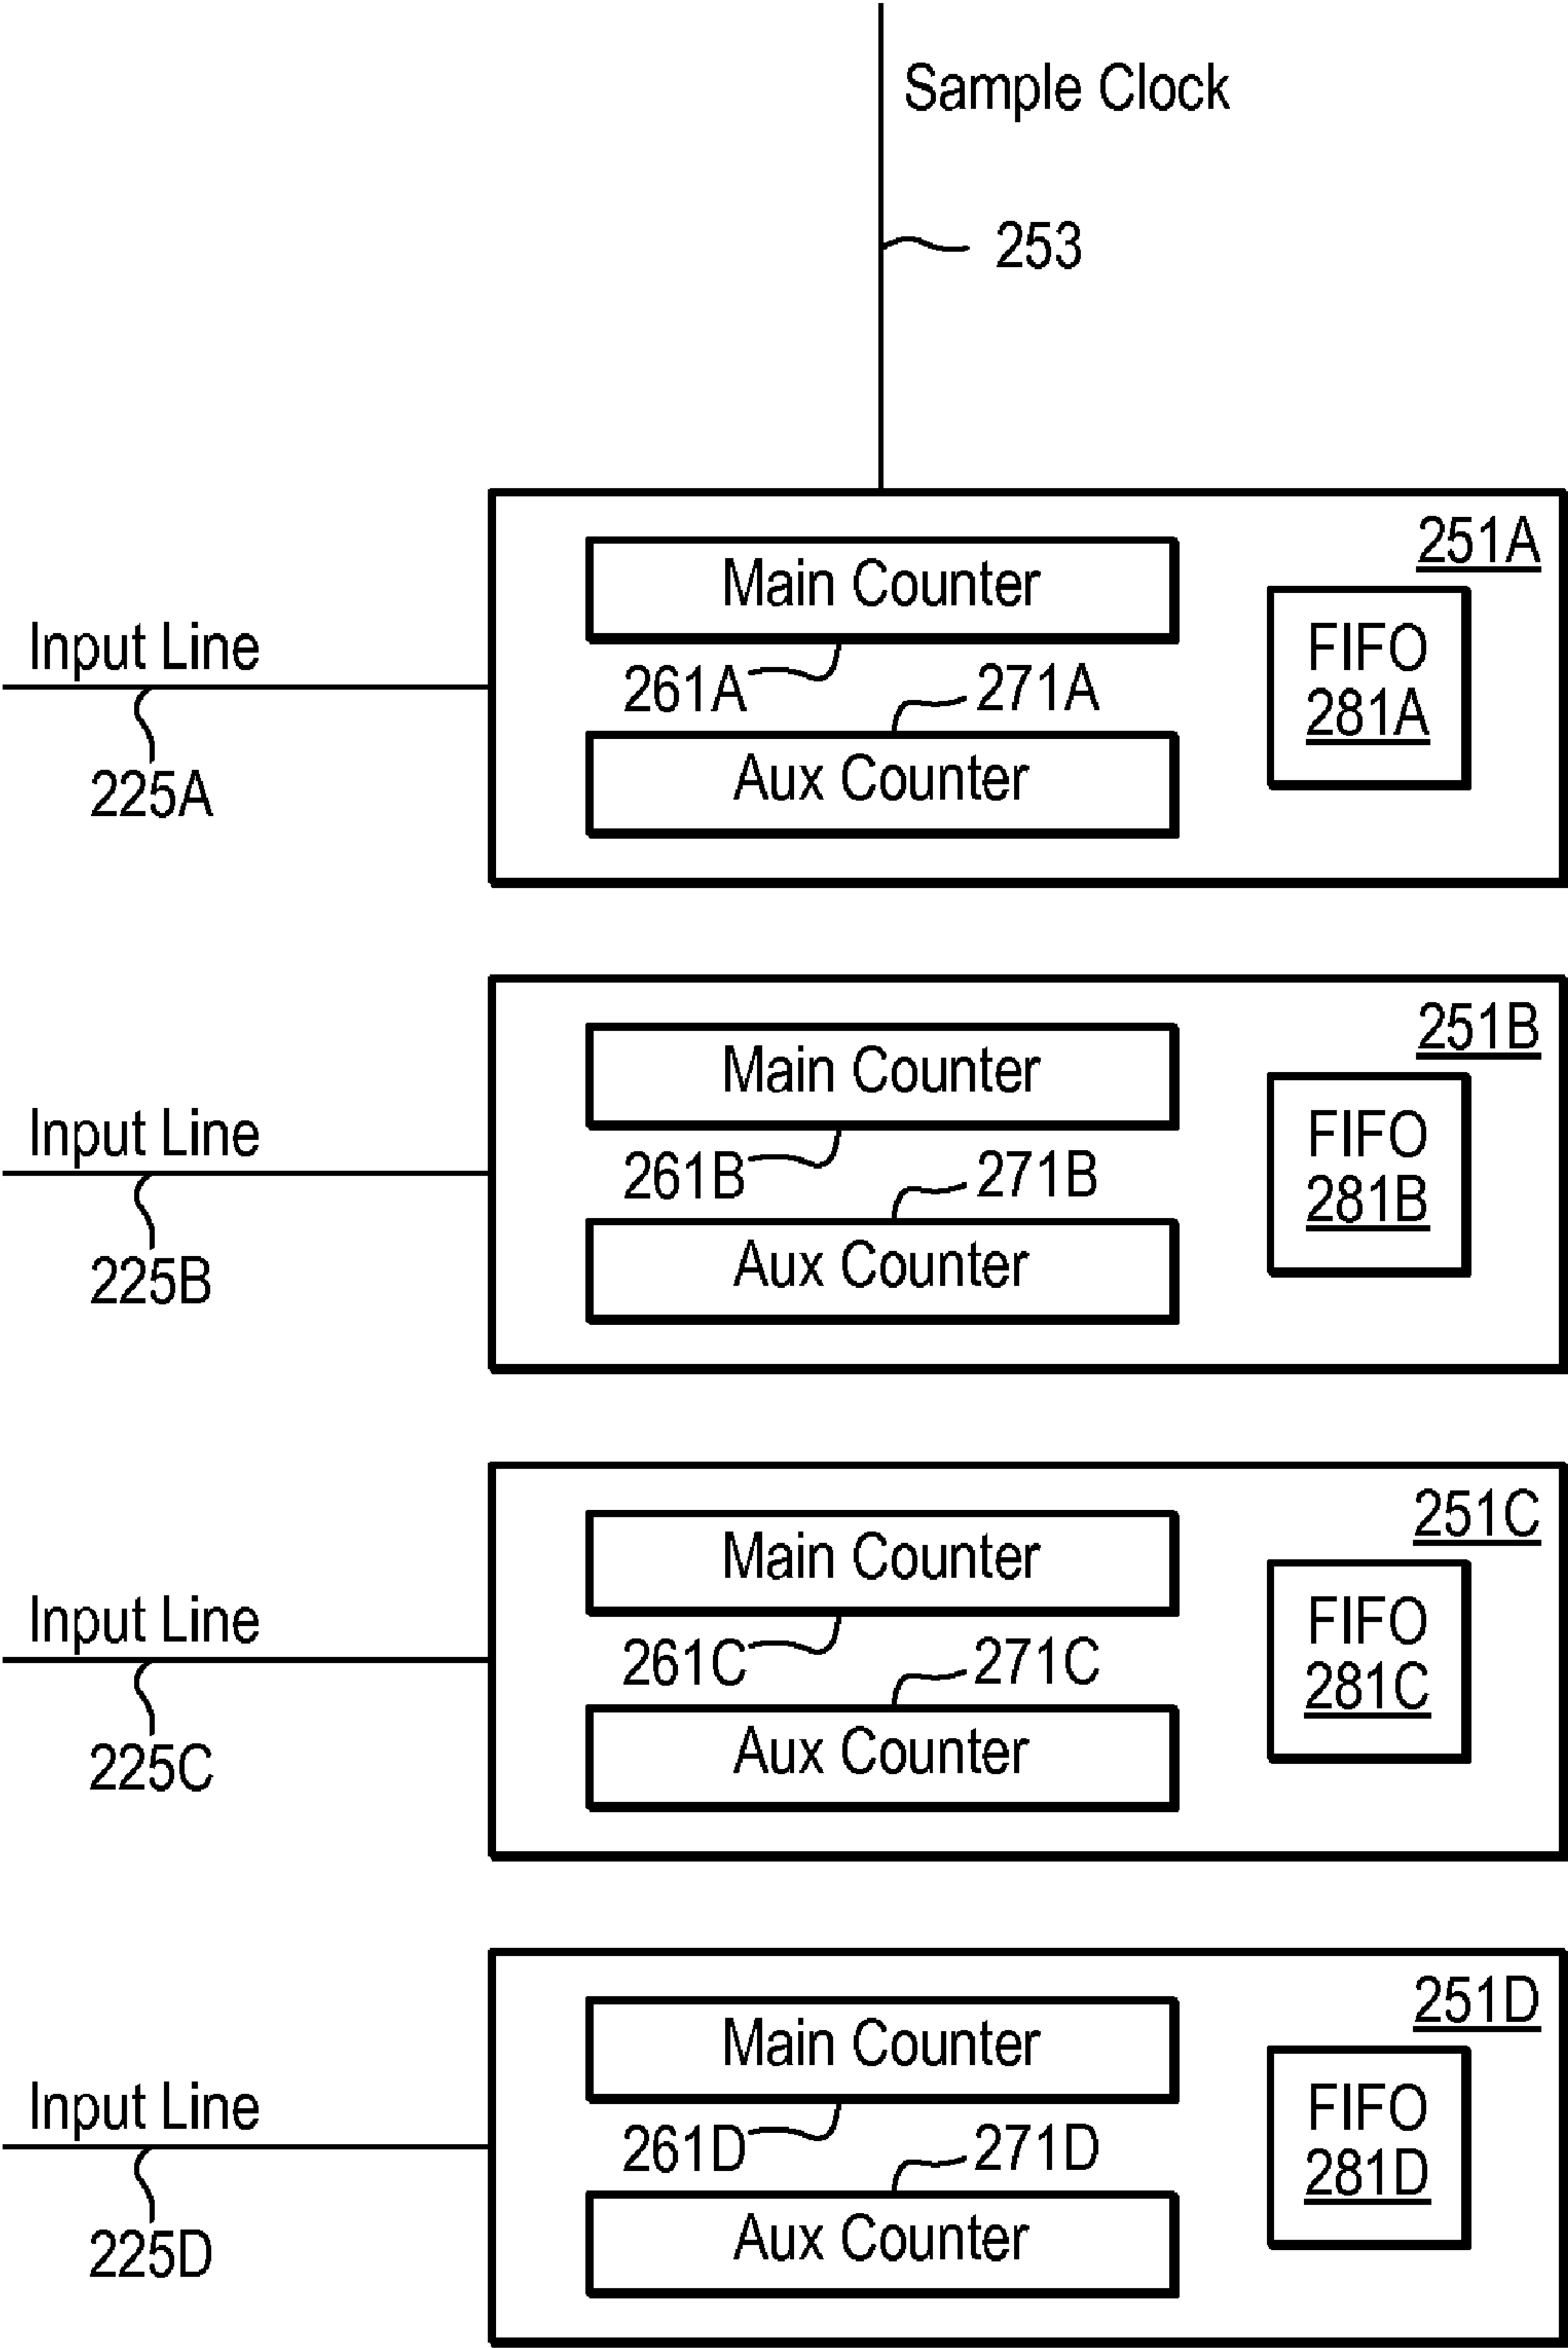 Sample Clock
253
251A
Main Counter
FIFO
281A
Input Line
261A
271A
225A
Aux Counter
251B
Main Counter
FIFO
281B
Input Line
261B
271B
225B
Aux Counter
251C
Main Counter
FIFO
281C
Input Line
261C
271C
225C
Aux Counter
251D
Main Counter
FIFO
281D
Input Line
261D
271D
225D
Aux Counter